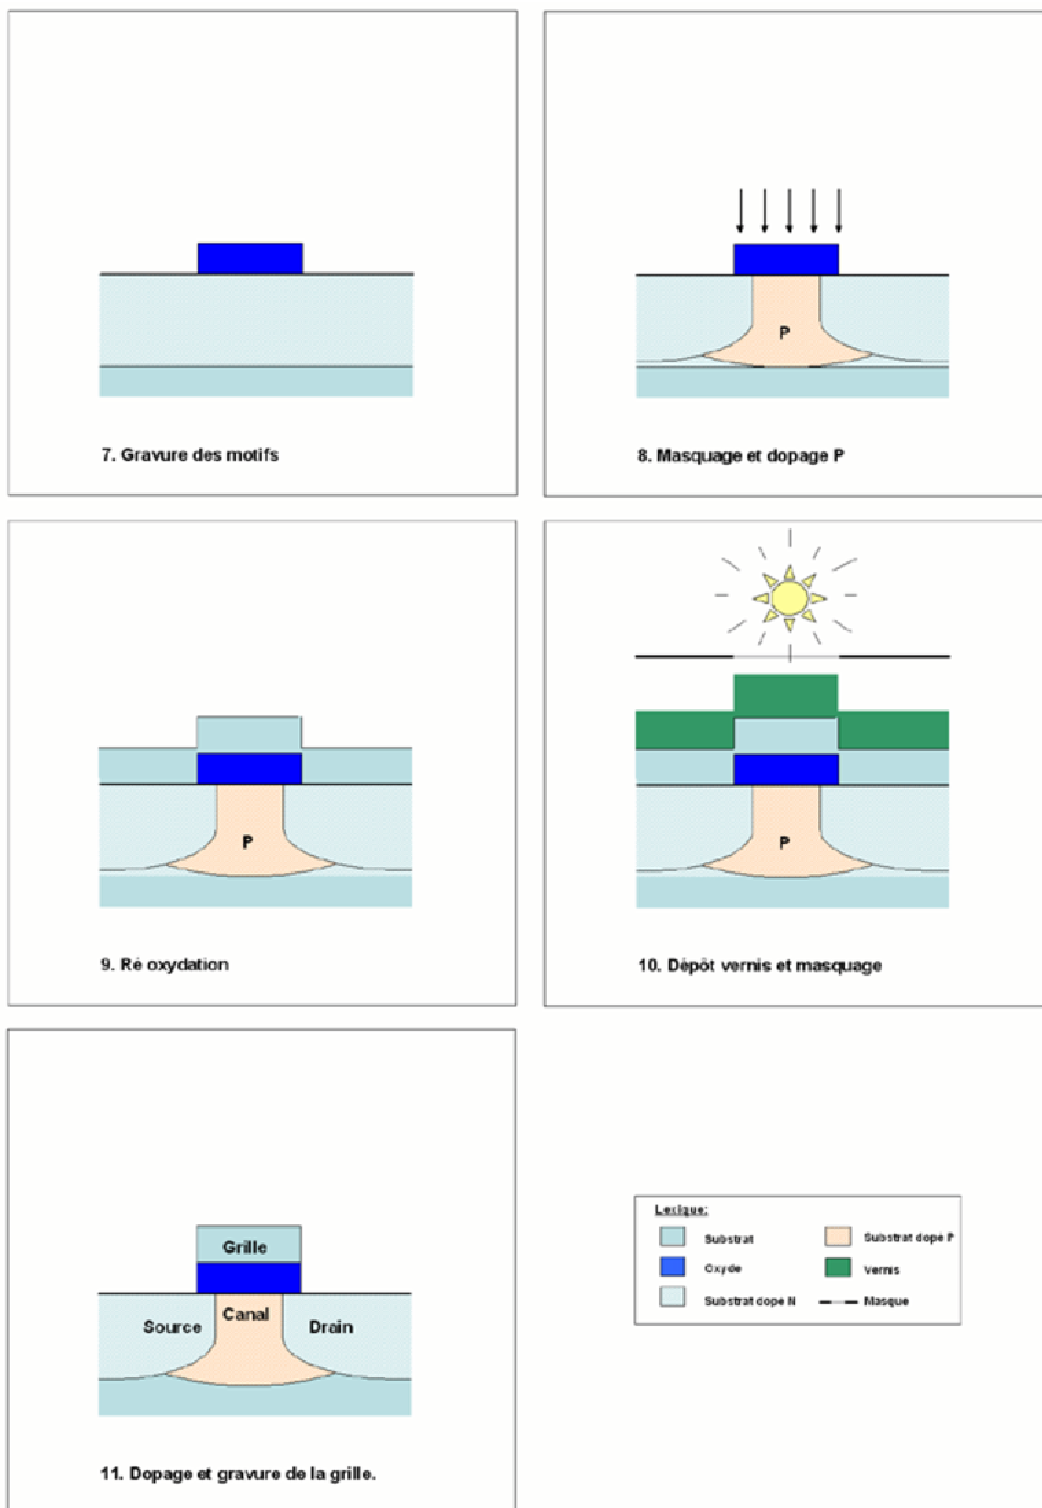 7. Gravure des motifs
P
8. Masquage et dopage P
P
9. Ré oxydation
P
10. Dépôt vernis et masquage
Grille
Canal
Source
Drain
11. Dopage et gravure de la grille.
Lexique:
Substrat
Substrat dopé P
Oxyde
Vernis
Substrat dopé N
Masque